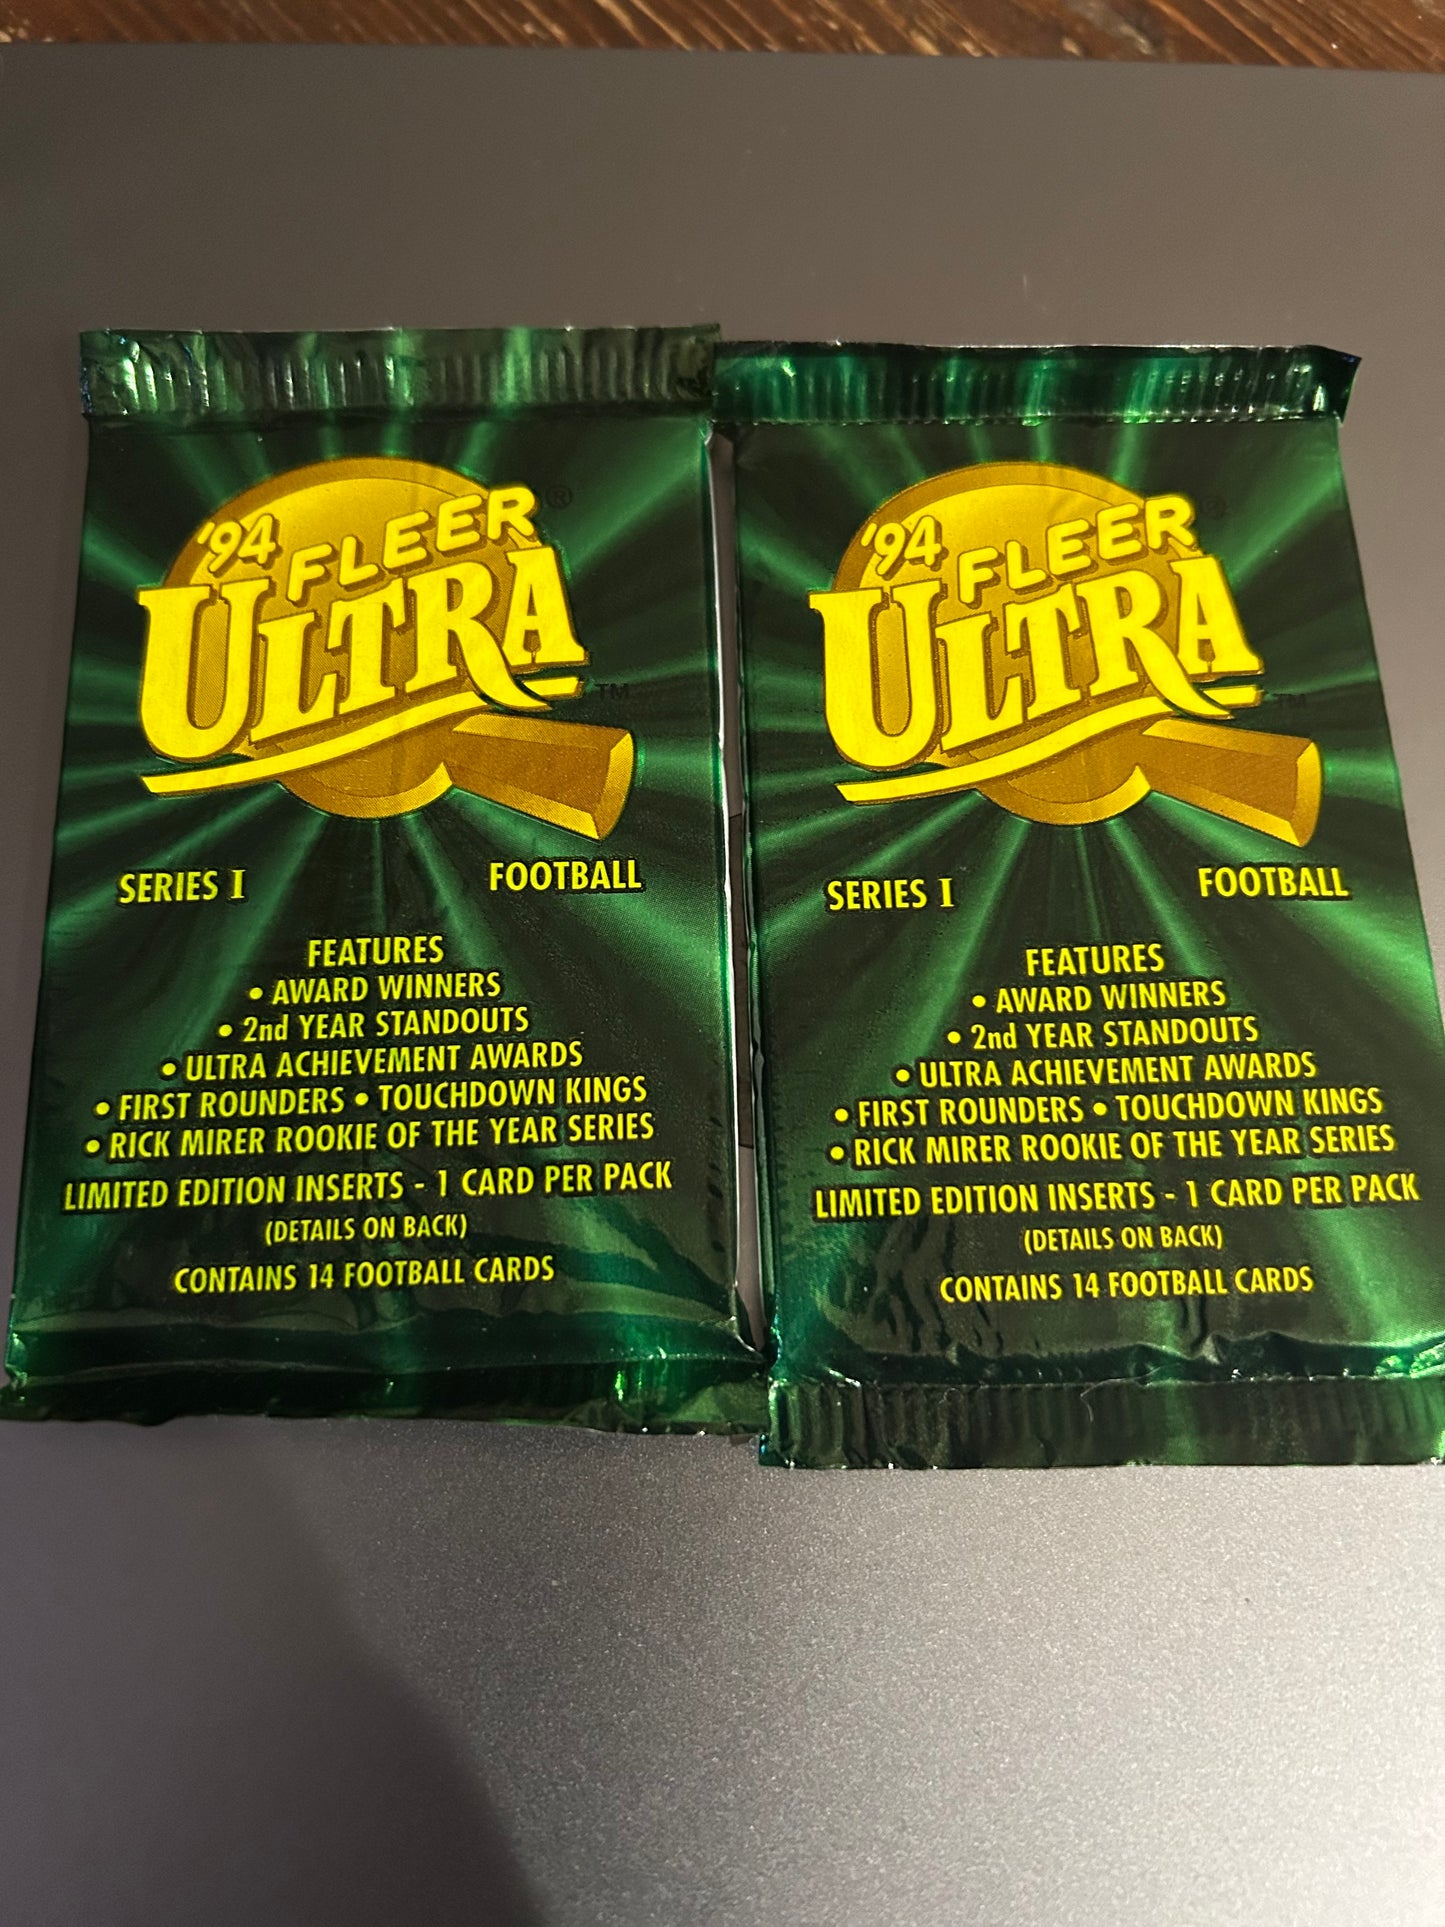 '94 FLEER®
ULTRA™
SERIES I FOOTBALL
FEATURES
• AWARD WINNERS
• 2nd YEAR STANDOUTS
• ULTRA ACHIEVEMENT AWARDS
• FIRST ROUNDERS • TOUCHDOWN KINGS
• RICK MIRER ROOKIE OF THE YEAR SERIES
LIMITED EDITION INSERTS - 1 CARD PER PACK
(DETAILS ON BACK)
CONTAINS 14 FOOTBALL CARDS
'94 FLEER®
ULTRA™
SERIES I FOOTBALL
FEATURES
• AWARD WINNERS
• 2nd YEAR STANDOUTS
• ULTRA ACHIEVEMENT AWARDS
• FIRST ROUNDERS • TOUCHDOWN KINGS
• RICK MIRER ROOKIE OF THE YEAR SERIES
LIMITED EDITION INSERTS - 1 CARD PER PACK
(DETAILS ON BACK)
CONTAINS 14 FOOTBALL CARDS